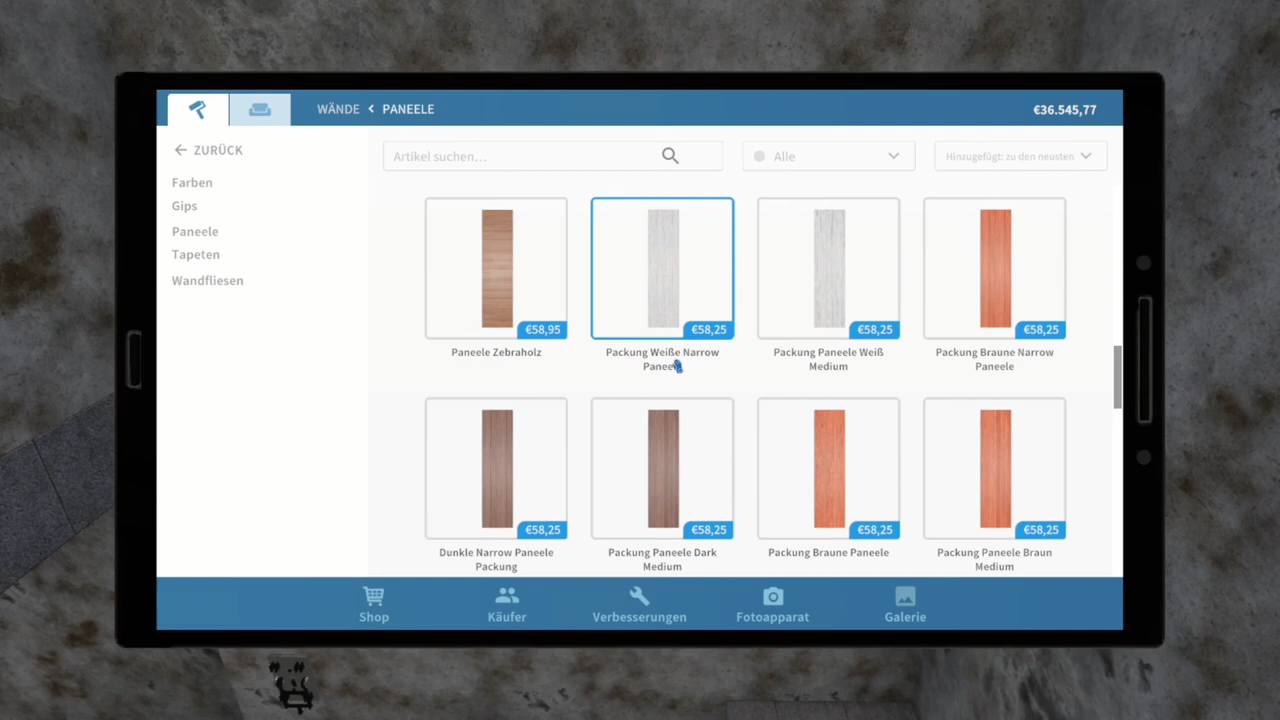 WÄNDE < PANEELE
€36.545,77
ZURÜCK
Farben
Gips
Paneele
Tapeten
Wandfliesen
Artikel suchen...
Alle
Hinzugefügt: zu den neusten
€58,95
€58,25
€58,25
€58,25
Paneele Zebraholz
Packung Weiße Narrow
Packung Paneele Weiß
Medium
Packung Braune Narrow
Paneele
€58,25
€58,25
€58,25
€58,25
Dunkle Narrow Paneele
Packung
Packung Paneele Dark
Medium
Packung Braune Paneele
Packung Paneele Braun
Medium
Shop
Käufer
Verbesserungen
Fotoapparat
Galerie